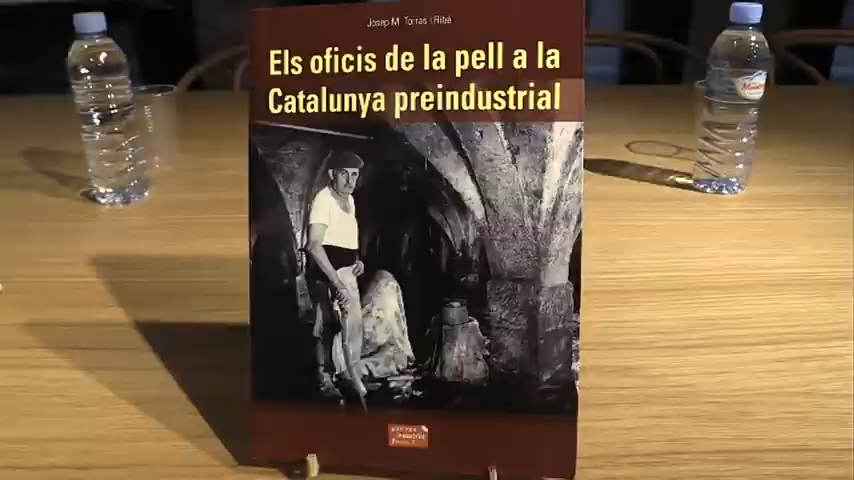 Josep M. Torras i Ribé
Els oficis de la pell a la
Catalunya preindustrial